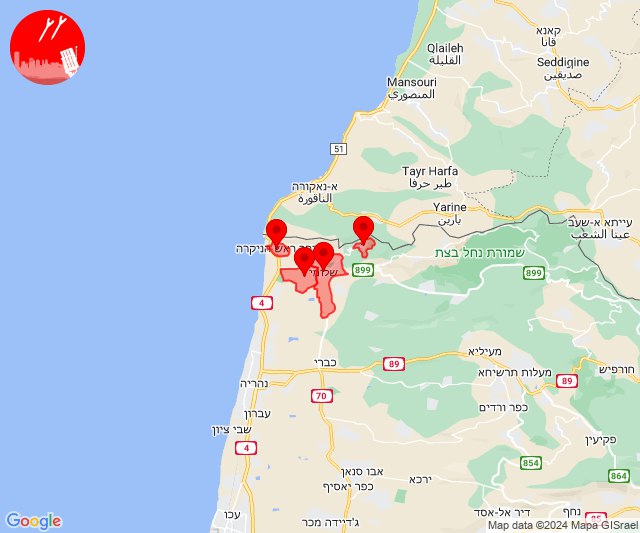 קאנא
قانا
Qlaileh
القليلة
Seddigine
صديقين
Mansouri
المنصوري
51
Tayr Harfa
طير حرفا
א-נאקורה
الناقورة
Yarine
يارين
עייתא א-שעב
عيتا الشعب
ראש הניקרה
שמורת נחל בצת
899
899
שלומי
4
כברי
89
מעיליא
מעלות תרשיחא
חורפיש
89
נהריה
70
כפר ורדים
עברון
שבי ציון
פקיעין
4
854
864
אבו סנאן
ירכא
כפר יאסיף
נחף
דיר אל-אסד
עכו
ג'דיידה מכר
85
Google
Map data ©2024 Mapa GISrael